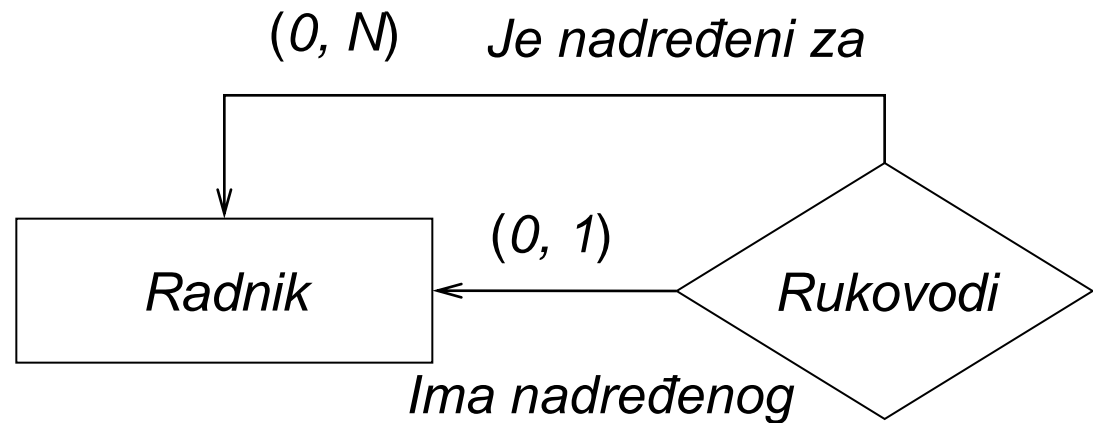 (0, N) Je nadređeni za
(0, 1)
Radnik
Rukovodi
Ima nadređenog